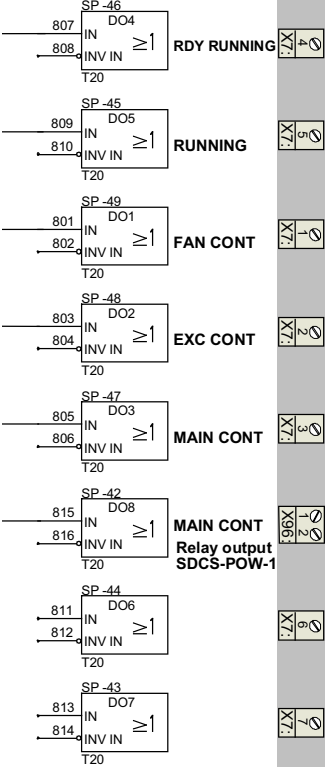 SP -46
DO4
807 IN
808 INV IN
≥1
T20
RDY RUNNING
X7: 4
SP -45
DO5
809 IN
810 INV IN
≥1
T20
RUNNING
X7: 5
SP -49
DO1
801 IN
802 INV IN
≥1
T20
FAN CONT
X7: 1
SP -48
DO2
803 IN
804 INV IN
≥1
T20
EXC CONT
X7: 2
SP -47
DO3
805 IN
806 INV IN
≥1
T20
MAIN CONT
X7: 3
SP -42
DO8
815 IN
816 INV IN
≥1
T20
MAIN CONT
Relay output
SDCS-POW-1
X96: 1 2
SP -44
DO6
811 IN
812 INV IN
≥1
T20
X7: 6
SP -43
DO7
813 IN
814 INV IN
≥1
T20
X7: 7